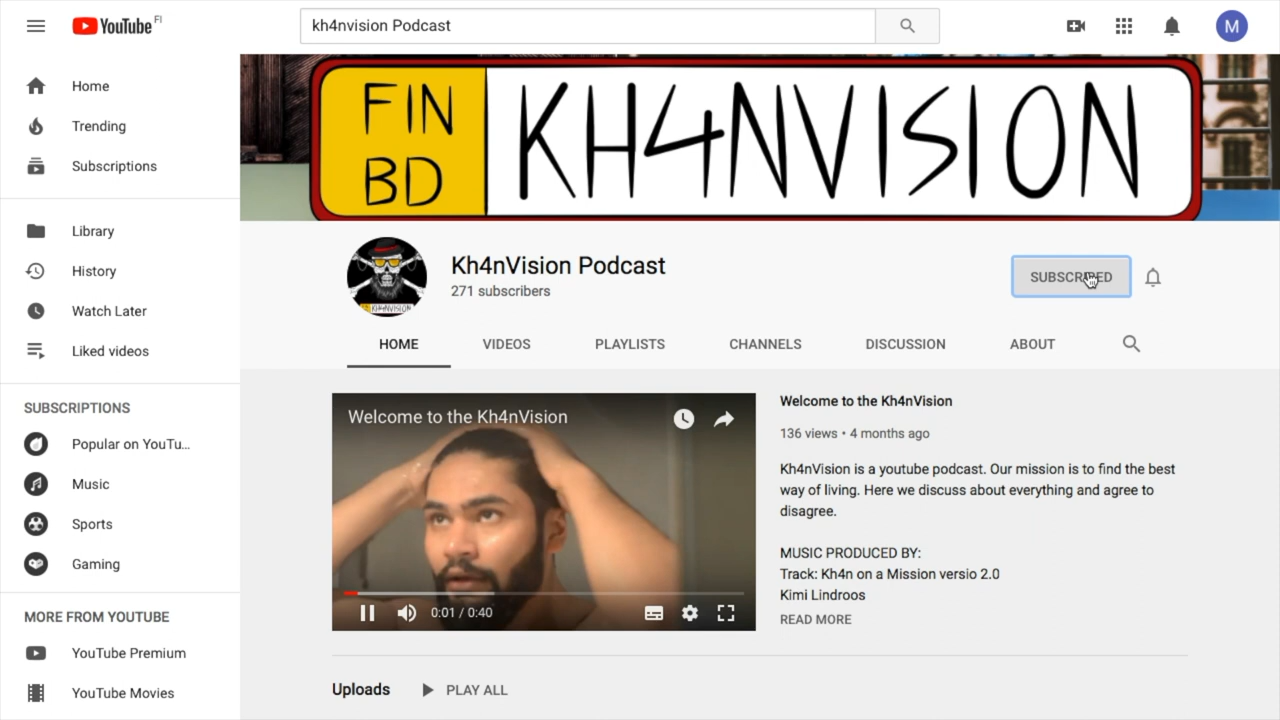 YouTube FI
kh4nvision Podcast
M
Home
Trending
Subscriptions
Library
History
Watch Later
Liked videos
SUBSCRIPTIONS
Popular on YouTu...
Music
Sports
Gaming
MORE FROM YOUTUBE
YouTube Premium
YouTube Movies
FIN
BD
KH4NVISION
KH4NVISION
Kh4nVision Podcast
271 subscribers
SUBSCRIBED
HOME VIDEOS PLAYLISTS CHANNELS DISCUSSION ABOUT
Welcome to the Kh4nVision
0:01 / 0:40
Welcome to the Kh4nVision
136 views • 4 months ago
Kh4nVision is a youtube podcast. Our mission is to find the best
way of living. Here we discuss about everything and agree to
disagree.
MUSIC PRODUCED BY:
Track: Kh4n on a Mission versio 2.0
Kimi Lindroos
READ MORE
Uploads PLAY ALL